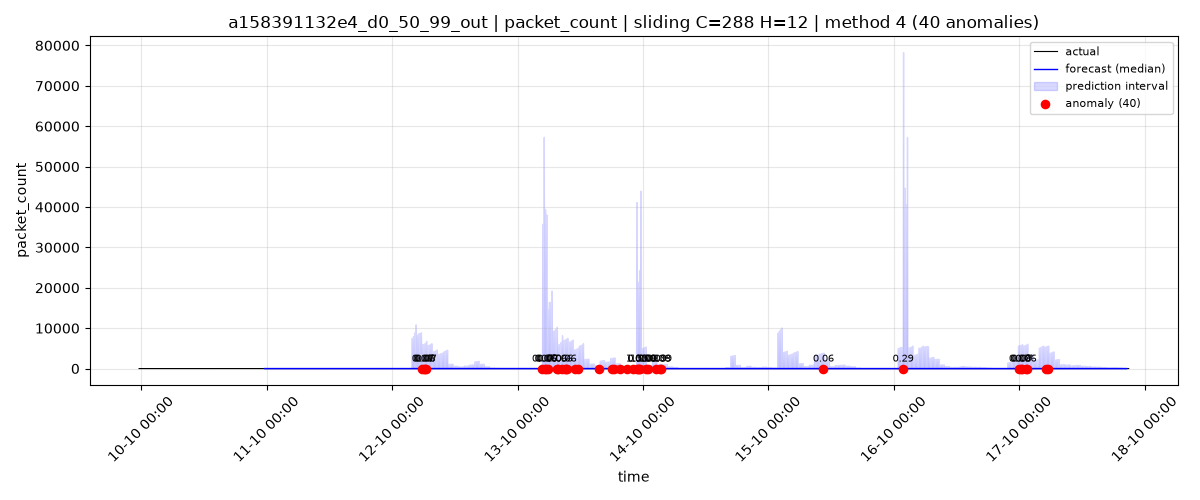 a158391132e4_d0_50_99_out | packet_count | sliding C=288 H=12 | method 4 (40 anomalies)
actual
forecast (median)
prediction interval
anomaly (40)
packet_count
80000
70000
60000
50000
40000
30000
20000
10000
0
0.06
0.29
10-10 00:00
11-10 00:00
12-10 00:00
13-10 00:00
14-10 00:00
15-10 00:00
16-10 00:00
17-10 00:00
18-10 00:00
time